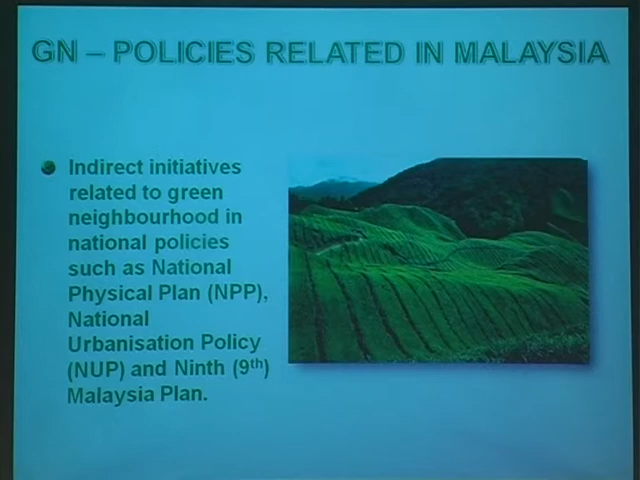 GN – POLICIES RELATED IN MALAYSIA
Indirect initiatives
related to green
neighbourhood in
national policies
such as National
Physical Plan (NPP),
National
Urbanisation Policy
(NUP) and Ninth (9th)
Malaysia Plan.